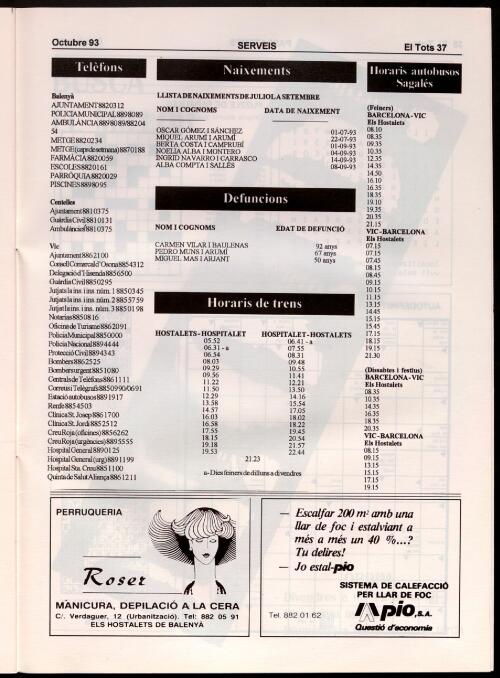 Octubre 93
SERVEIS
El Tots 37
Telèfons
Balenyà
AJUNTAMENT 8820312
POLICIA MUNICIPAL 8898089
AMBULÀNCIA 8898089/88204
54
METGE 8820234
METGE (caps de setmana) 8870188
FARMÀCIA 8820059
ESCOLES 8820161
PARRÒQUIA 8820029
PISCINES 8898095
Centelles
Ajuntament 8810375
Guàrdia Civil 8810131
Ambulàncies 8810375
Vic
Ajuntament 8862100
Consell Comarcal d'Osona 8854312
Delegació d'Hisenda 8856500
Guàrdia Civil 8850295
Jutjats 1a. ins i ins. núm. 1 8850345
Jutjats 1a. ins i ins. núm. 2 8855759
Jutjats 1a. ins i ins. núm. 3 8850198
Notarias 8850816
Oficina de Turisme 8862091
Policia Municipal 8850000
Policia Nacional 8894444
Protecció Civil 8894343
Bombers 8862525
Bombers urgent 8851080
Centrals de Telèfons 8861111
Correus i Telègrafs 8850990/0691
Estació autobusos 8891917
Renfe 8854503
Clínica St. Josep 8861700
Clínica St. Jordi 8852512
Creu Roja (oficines) 8856262
Creu Roja (urgències) 8895555
Hospital General 8890125
Hospital General (urg) 8891199
Hospital Sta. Creu 8851100
Quinta de Salut Aliança 8861211
Naixements
LLISTA DE NAIXEMENTS DE JULIOL A SETEMBRE
NOM I COGNOMS DATA DE NAIXEMENT
OSCAR GÓMEZ I SÁNCHEZ 01-07-93
MIQUEL ARUMÍ I ARUMÍ 22-07-93
BERTA COSTA I CAMPRUBÍ 01-09-93
NOELIA ALBA I MONTERO 04-09-93
INGRID NAVARRO I CARRASCO 14-09-93
ALBA COMPTA I SALLÉS 08-09-93
Defuncions
NOM I COGNOMS EDAT DE DEFUNCIÓ
CARMEN VILAR I BAULENAS 92 anys
PEDRO MUNS I ARUMÍ 67 anys
MIGUEL MAS I ARJANT 50 anys
Horaris de trens
HOSTALETS - HOSPITALET HOSPITALET - HOSTALETS
05.52 06.41 - a
06.31 - a 07.55
06.54 08.31
08.03 09.48
09.29 10.55
09.56 11.41
11.22 12.21
11.50 13.50
12.29 14.16
13.58 15.54
14.57 17.05
16.03 18.02
16.58 18.22
17.55 19.45
18.15 20.54
19.18 21.57
19.53 22.44
21.23
a - Dies feiners de dilluns a divendres
Horaris autobusos
Sagalés
(Feiners)
BARCELONA - VIC
Els Hostalets
08.10
08.35
09.35
10.35
12.35
14.35
14.50
16.10
16.35
18.35
19.10
19.35
20.35
21.15
VIC - BARCELONA
Els Hostalets
07.15
07.45
08.15
08.45
09.15
10.15
11.15
13.15
14.15
14.45
15.15
15.45
17.15
18.15
19.15
21.30
(Dissabtes i festius)
BARCELONA - VIC
Els Hostalets
08.35
10.35
14.35
16.35
18.35
20.35
VIC - BARCELONA
Els Hostalets
08.15
09.15
13.15
15.15
17.15
19.15
PERRUQUERIA
Roser
MANICURA, DEPILACIÓ A LA CERA
C/. Verdaguer, 12 (Urbanització). Tel: 882 05 91
ELS HOSTALETS DE BALENYÀ
— Escalfar 200 m² amb una
llar de foc i estalviant a
més a més un 40 %...?
Tu delires!
— Jo estal-pio
SISTEMA DE CALEFACCIÓ
PER LLAR DE FOC
Tel. 882 01 62
pio, S.A.
Qüestió d'economia